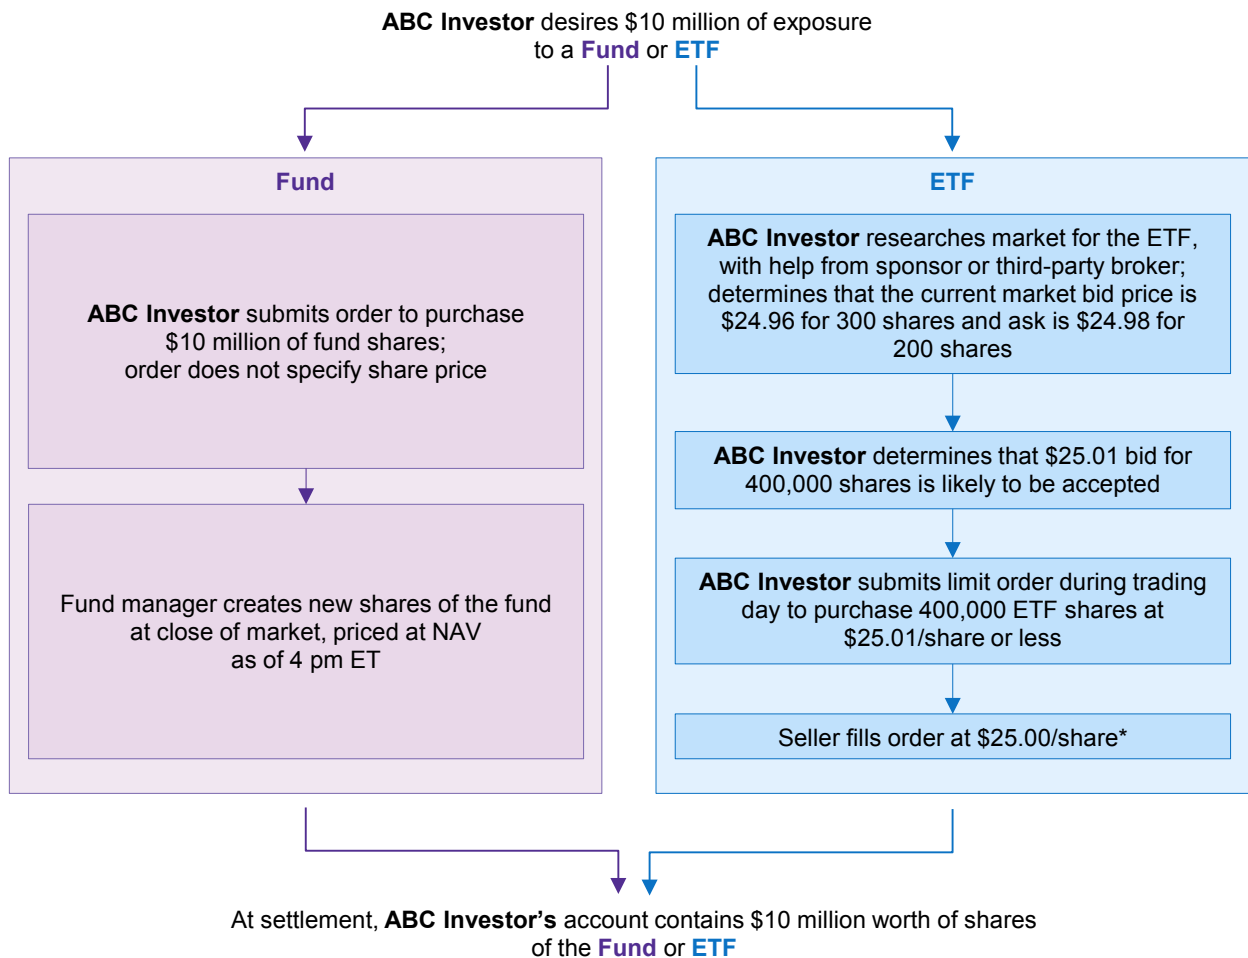 ABC Investor desires $10 million of exposure
to a Fund or ETF
Fund
ABC Investor submits order to purchase
$10 million of fund shares;
order does not specify share price
Fund manager creates new shares of the fund
at close of market, priced at NAV
as of 4 pm ET
ETF
ABC Investor researches market for the ETF,
with help from sponsor or third-party broker;
determines that the current market bid price is
$24.96 for 300 shares and ask is $24.98 for
200 shares
ABC Investor determines that $25.01 bid for
400,000 shares is likely to be accepted
ABC Investor submits limit order during trading
day to purchase 400,000 ETF shares at
$25.01/share or less
Seller fills order at $25.00/share*
At settlement, ABC Investor's account contains $10 million worth of shares
of the Fund or ETF